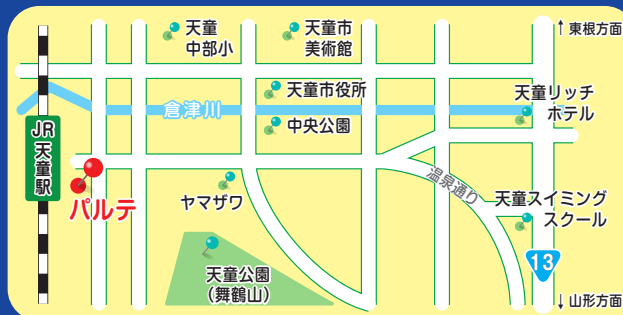 天童
中部小
天童市
美術館
↑東根方面
天童市役所
天童リッチ
ホテル
倉津川
中央公園
JR
天童駅
パルテ
ヤマザワ
温泉通り
天童スイミング
スクール
天童公園
(舞鶴山)
13
↓山形方面